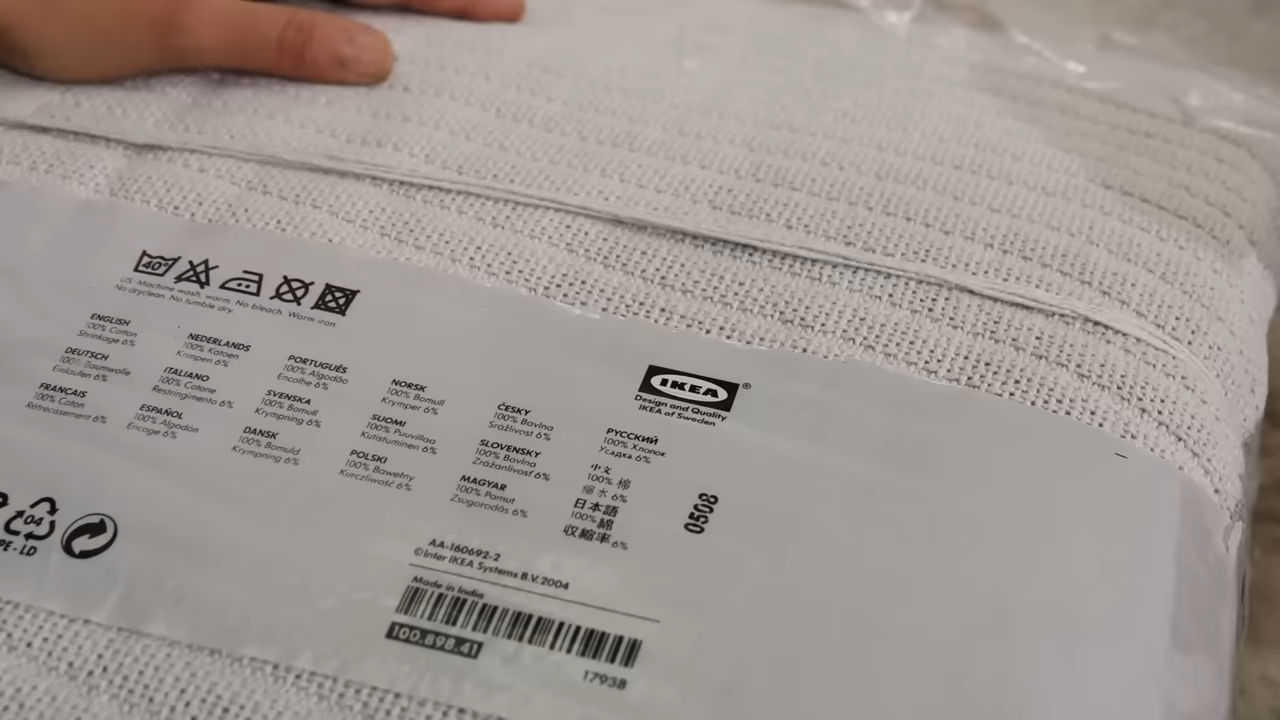 40°
US: Machine wash, warm. No bleach. Warm iron.
No dryclean. No tumble dry.
ENGLISH
100% Cotton
Shrinkage 6%
DEUTSCH
100% Baumwolle
Einlaufen 6%
FRANÇAIS
100% Coton
Rétrécissement 6%
NEDERLANDS
100% Katoen
Krimpen 6%
ITALIANO
100% Cotone
Restringimento 6%
ESPAÑOL
100% Algodón
Encoge 6%
PORTUGUÊS
100% Algodão
Encolhe 6%
SVENSKA
100% Bomull
Krympning 6%
DANSK
100% Bomuld
Krympning 6%
NORSK
100% Bomull
Krymper 6%
SUOMI
100% Puuvillaa
Kutistuminen 6%
POLSKI
100% Bawełny
Kurczliwość 6%
ČESKY
100% Bavlna
Sráživost 6%
SLOVENSKY
100% Bavlna
Zrážanlivosť 6%
MAGYAR
100% Pamut
Zsugorodás 6%
РУССКИЙ
100% Хлопок
Усадка 6%
中文
100% 棉
缩水 6%
日本語
100% 綿
収縮率 6%
IKEA®
Design and Quality
IKEA of Sweden
0508
04
PE-LD
AA-160692-2
©Inter IKEA Systems B.V. 2004
Made in India
100.898.41
17938